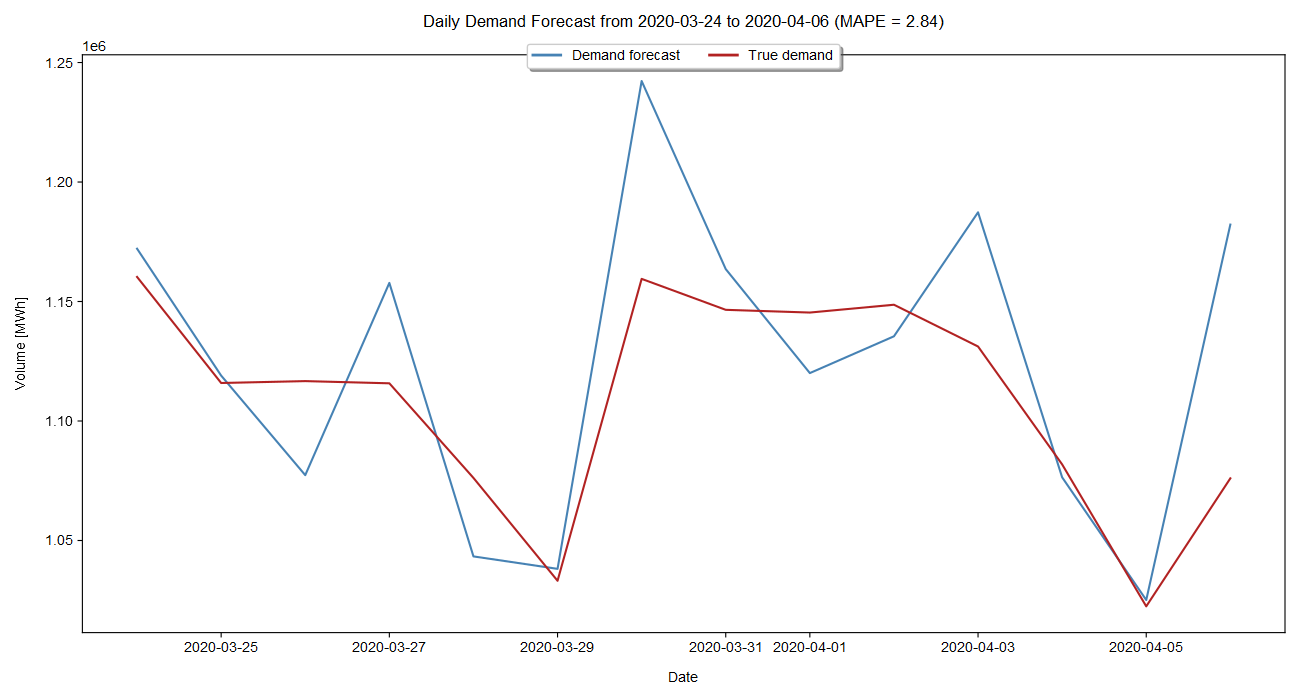 Daily Demand Forecast from 2020-03-24 to 2020-04-06 (MAPE = 2.84)
1e6
Demand forecast
True demand
1.25
1.20
1.15
1.10
1.05
Volume [MWh]
2020-03-25
2020-03-27
2020-03-29
2020-03-31
2020-04-01
2020-04-03
2020-04-05
Date